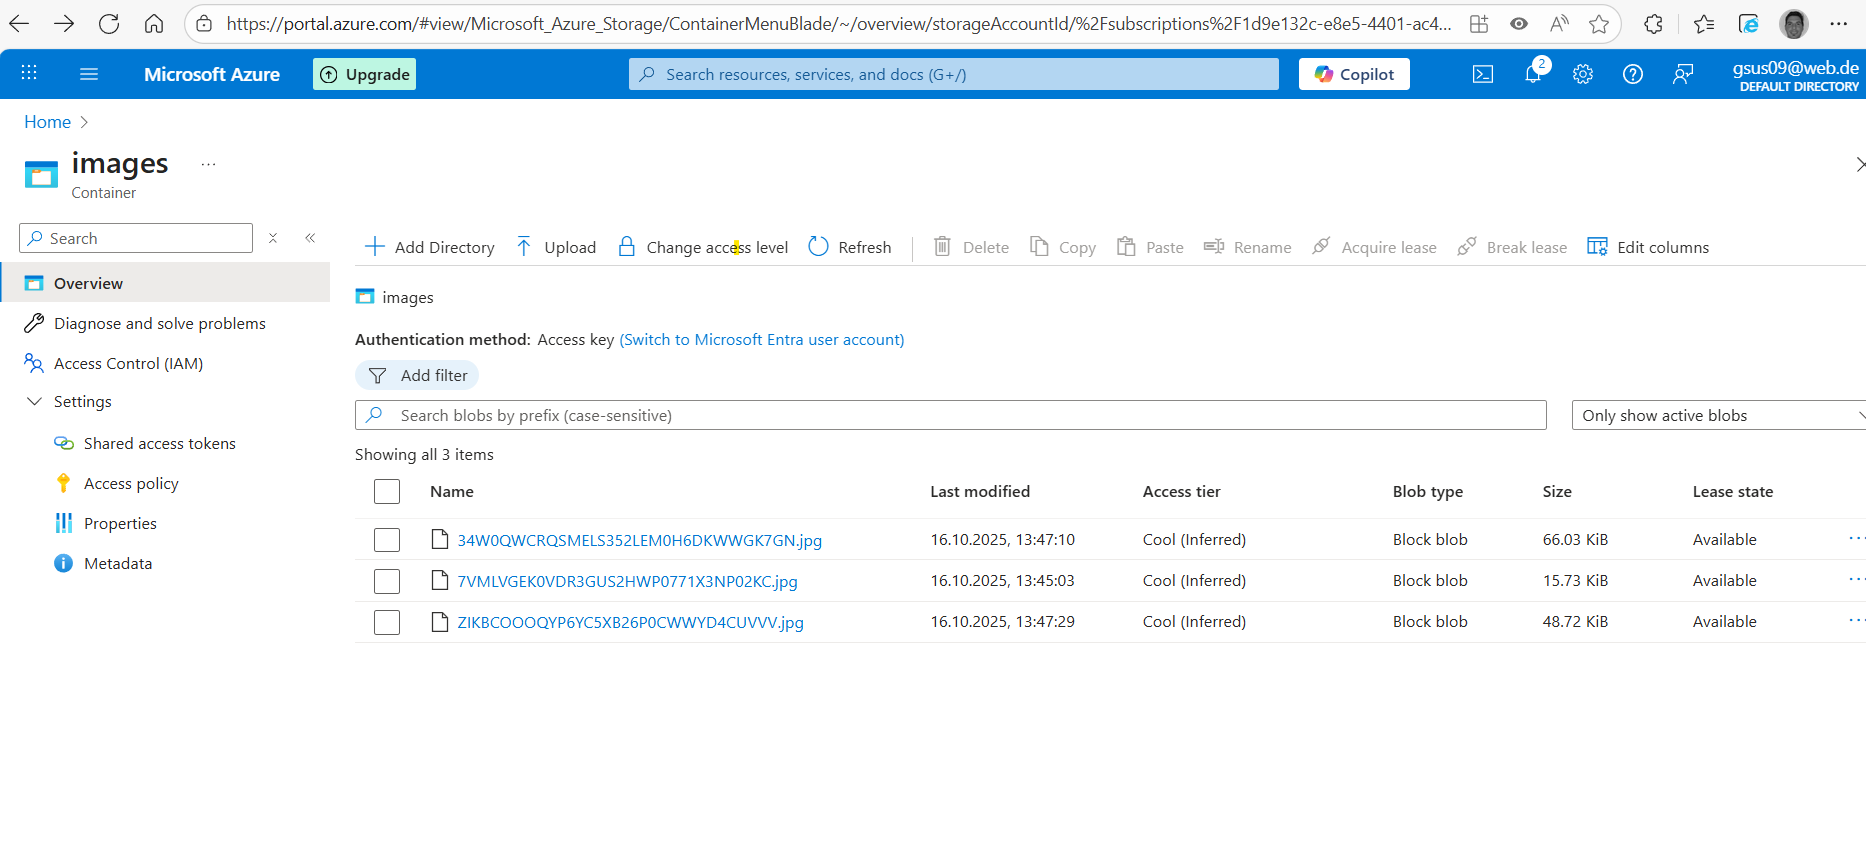 https://portal.azure.com/#view/Microsoft_Azure_Storage/ContainerMenuBlade/~/overview/storageAccountId/%2Fsubscriptions%2F1d9e132c-e8e5-4401-ac4...
Microsoft Azure
Upgrade
Search resources, services, and docs (G+/)
Copilot
2
gsus09@web.de
DEFAULT DIRECTORY
Home
images
...
Container
Search
Add Directory
Upload
Change access level
Refresh
Delete
Copy
Paste
Rename
Acquire lease
Break lease
Edit columns
Overview
Diagnose and solve problems
Access Control (IAM)
Settings
Shared access tokens
Access policy
Properties
Metadata
images
Authentication method: Access key (Switch to Microsoft Entra user account)
Add filter
Search blobs by prefix (case-sensitive)
Only show active blobs
Showing all 3 items
Name Last modified Access tier Blob type Size Lease state
34W0QWCRQSMELS352LEM0H6DKWWGK7GN.jpg 16.10.2025, 13:47:10 Cool (Inferred) Block blob 66.03 KiB Available
7VMLVGEK0VDR3GUS2HWP0771X3NP02KC.jpg 16.10.2025, 13:45:03 Cool (Inferred) Block blob 15.73 KiB Available
ZIKBCOOOQYP6YC5XB26P0CWWYD4CUVVV.jpg 16.10.2025, 13:47:29 Cool (Inferred) Block blob 48.72 KiB Available